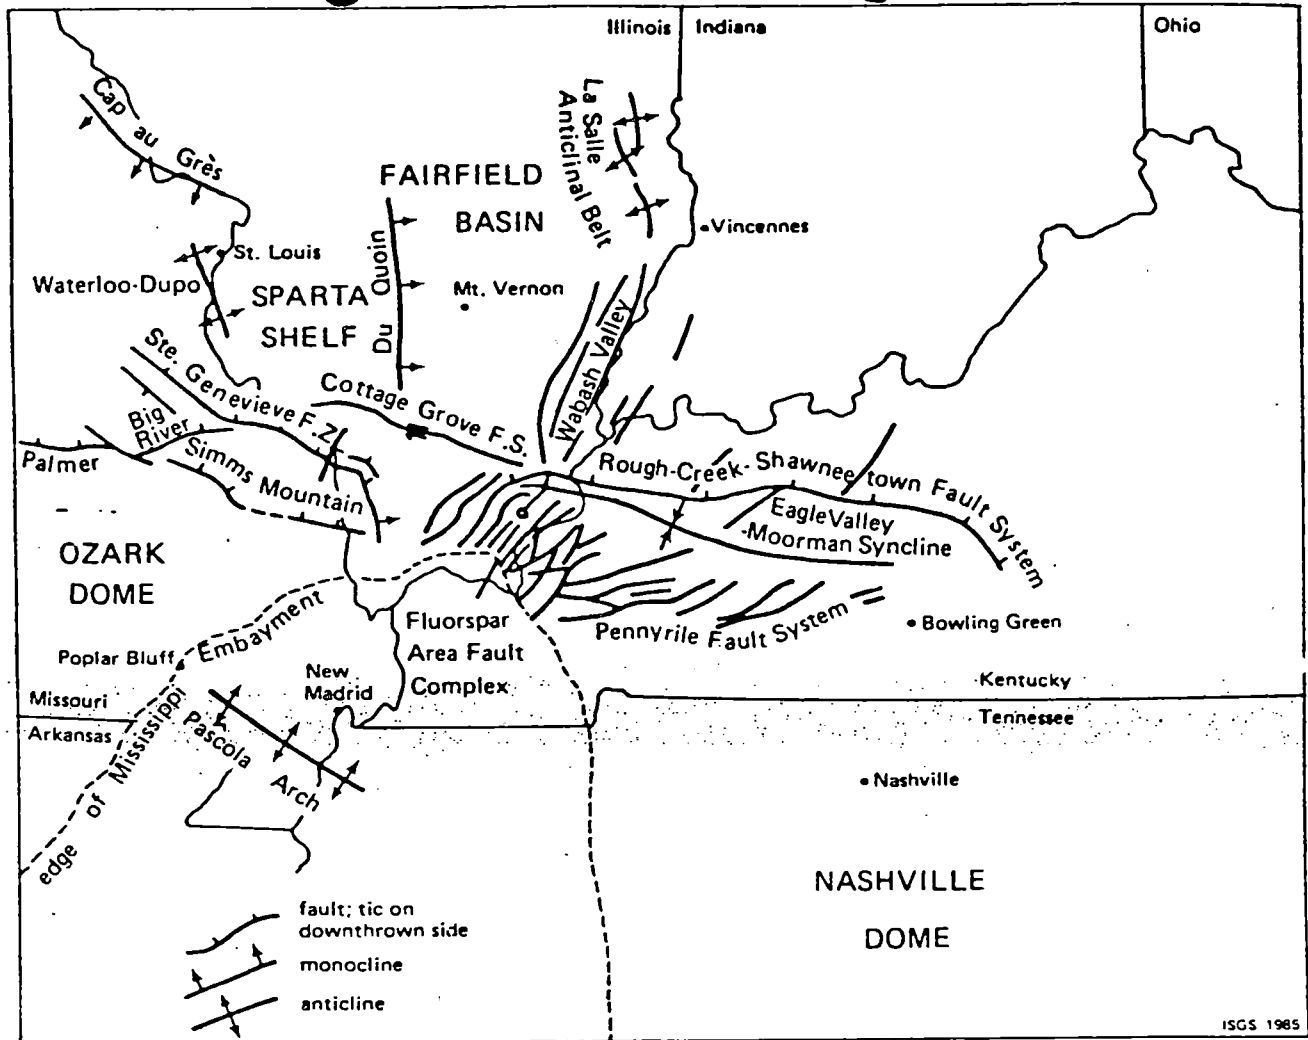 Illinois
Indiana
Ohio
Cap au Grès
La Salle
Anticlinal Belt
FAIRFIELD
BASIN
Vincennes
St. Louis
Waterloo-Dupo
SPARTA
SHELF
Du Quoin
Mt. Vernon
Wabash Valley
Ste. Genevieve F.Z.
Cottage Grove F.S.
Big
River
Palmer
Simms Mountain
Rough-Creek-Shawneetown Fault System
Eagle Valley
-Moorman Syncline
OZARK
DOME
Fluorspar
Area Fault
Complex
Pennyrile Fault System
Bowling Green
Poplar Bluff
edge of Mississippi Embayment
New
Madrid
Missouri
Arkansas
Kentucky
Tennessee
Pascola Arch
Nashville
NASHVILLE
DOME
fault; tic on
downthrown side
monocline
anticline
ISGS 1985